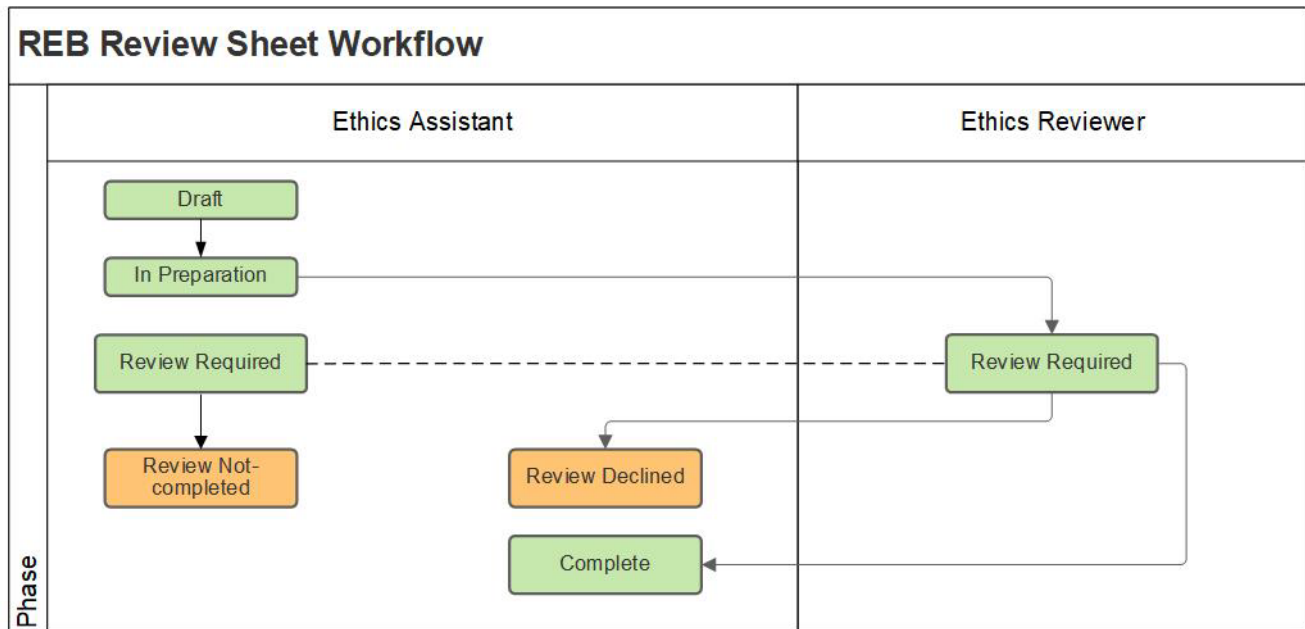 REB Review Sheet Workflow
Ethics Assistant
Ethics Reviewer
Draft
In Preparation
Review Required
Review Required
Review Not-
completed
Review Declined
Complete
Phase